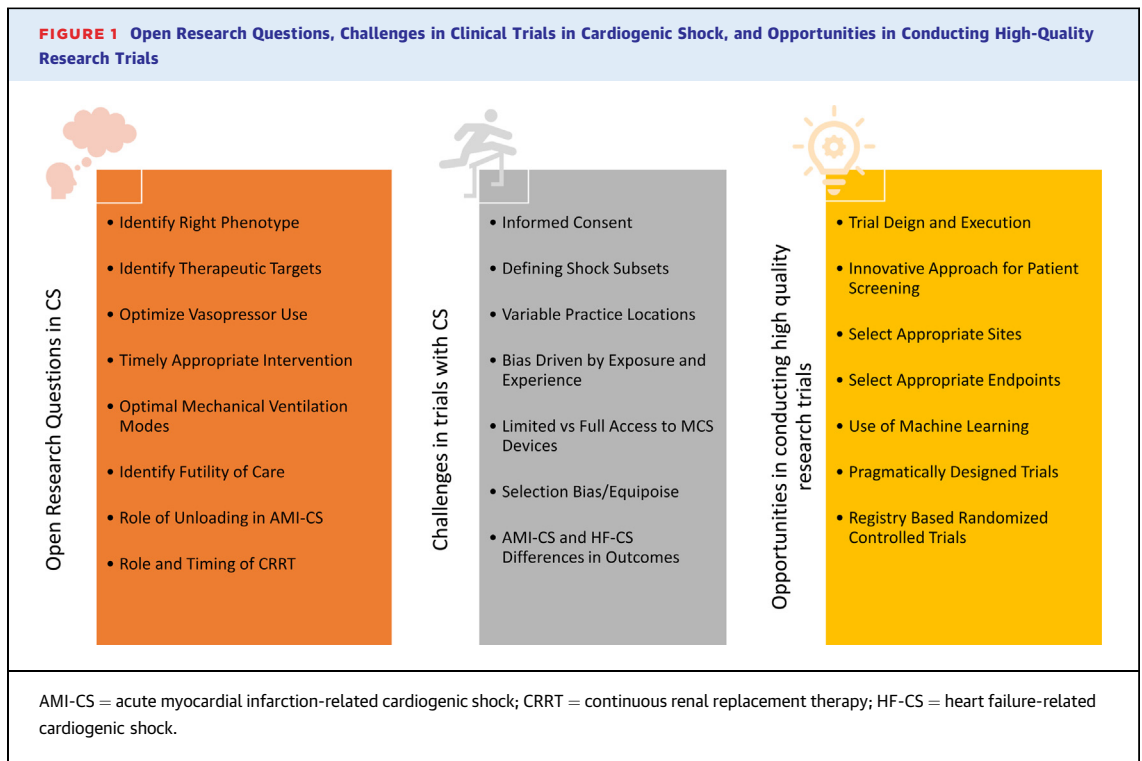 FIGURE 1 Open Research Questions, Challenges in Clinical Trials in Cardiogenic Shock, and Opportunities in Conducting High-Quality
Research Trials
Open Research Questions in CS
• Identify Right Phenotype
• Identify Therapeutic Targets
• Optimize Vasopressor Use
• Timely Appropriate Intervention
• Optimal Mechanical Ventilation
Modes
• Identify Futility of Care
• Role of Unloading in AMI-CS
• Role and Timing of CRRT
Challenges in trials with CS
• Informed Consent
• Defining Shock Subsets
• Variable Practice Locations
• Bias Driven by Exposure and
Experience
• Limited vs Full Access to MCS
Devices
• Selection Bias/Equipoise
• AMI-CS and HF-CS
Differences in Outcomes
Opportunities in conducting high quality
research trials
• Trial Deign and Execution
• Innovative Approach for Patient
Screening
• Select Appropriate Sites
• Select Appropriate Endpoints
• Use of Machine Learning
• Pragmatically Designed Trials
• Registry Based Randomized
Controlled Trials
AMI-CS = acute myocardial infarction-related cardiogenic shock; CRRT = continuous renal replacement therapy; HF-CS = heart failure-related
cardiogenic shock.